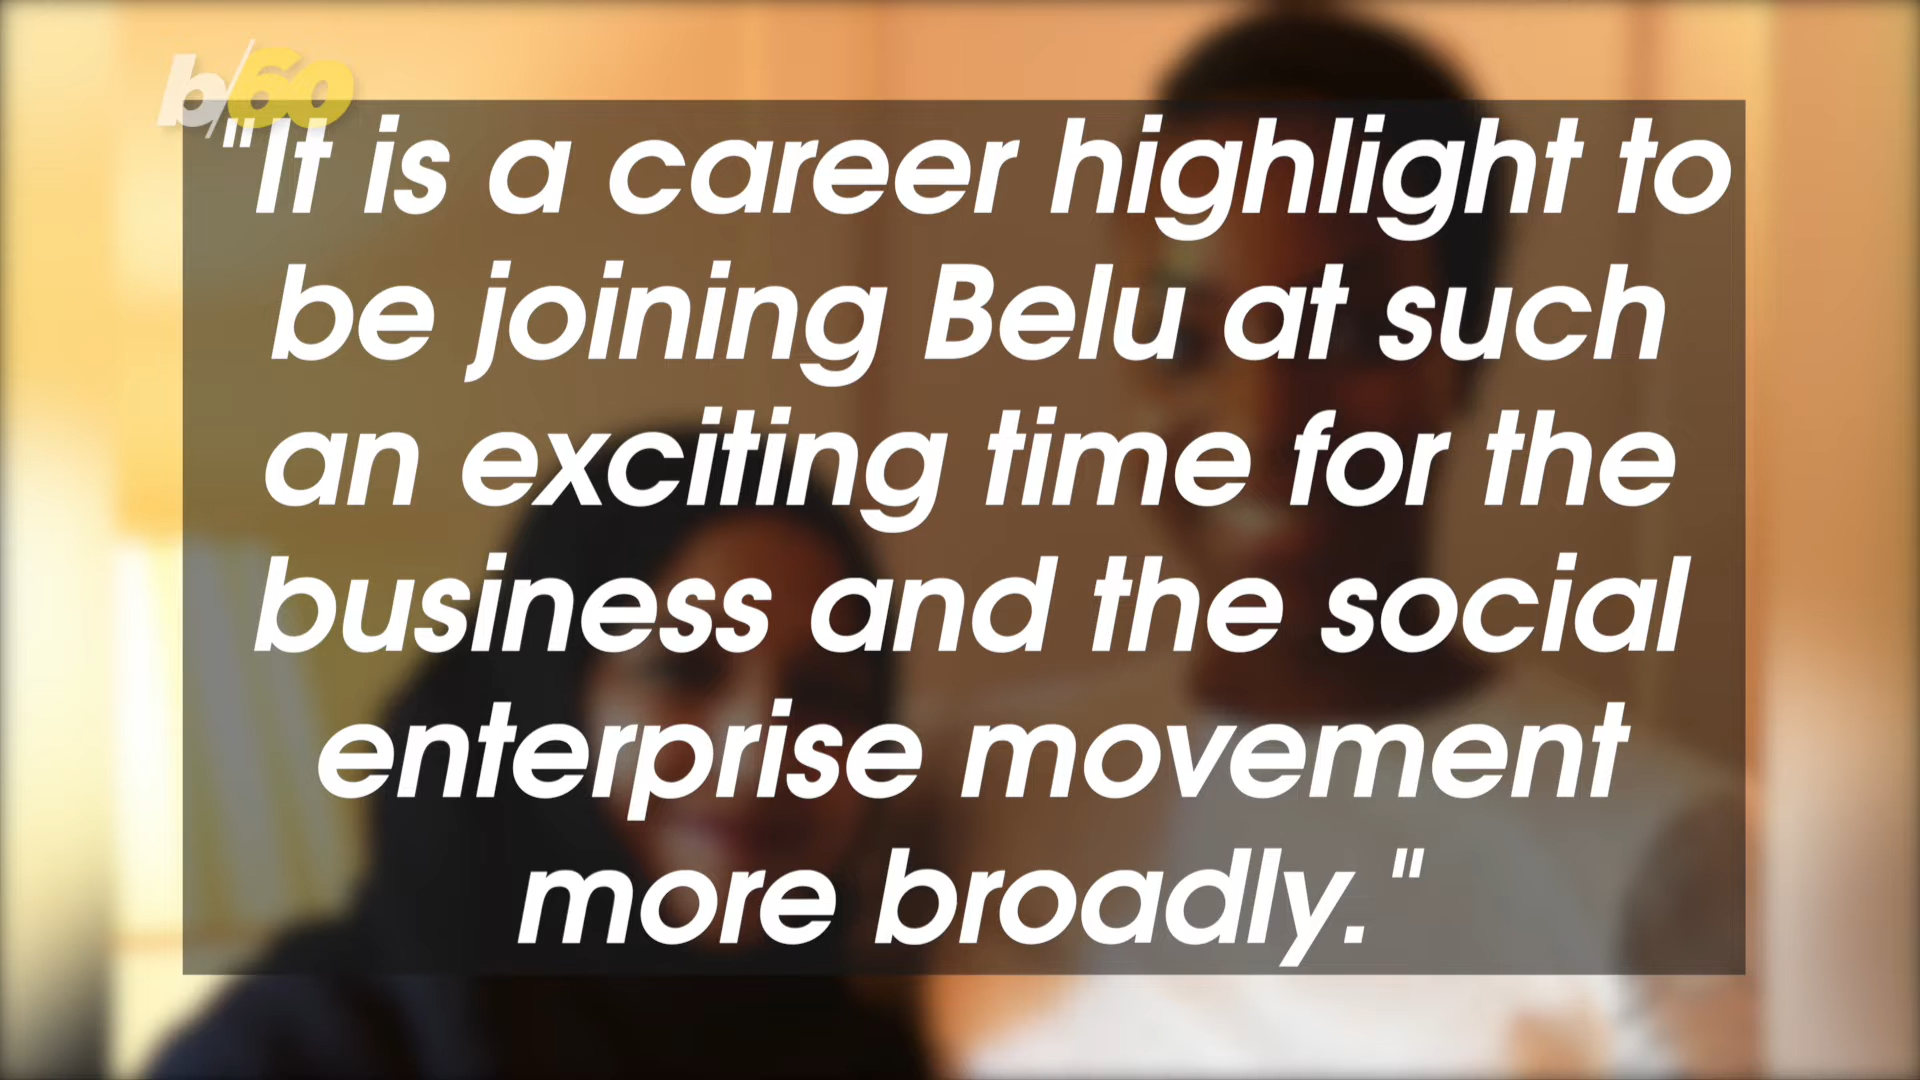 b/60
"It is a career highlight to
be joining Belu at such
an exciting time for the
business and the social
enterprise movement
more broadly."